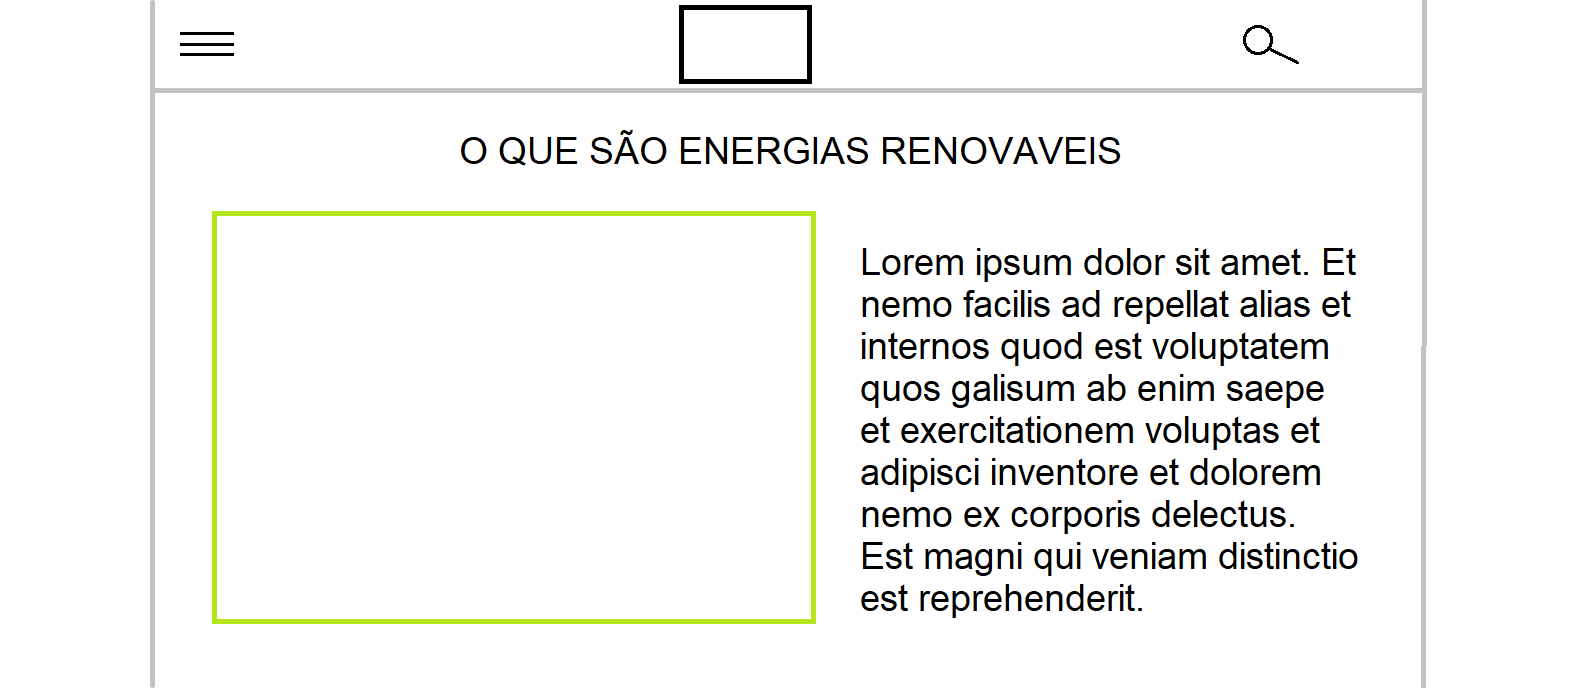 O QUE SÃO ENERGIAS RENOVAVEIS
Lorem ipsum dolor sit amet. Et
nemo facilis ad repellat alias et
internos quod est voluptatem
quos galisum ab enim saepe
et exercitationem voluptas et
adipisci inventore et dolorem
nemo ex corporis delectus.
Est magni qui veniam distinctio
est reprehenderit.